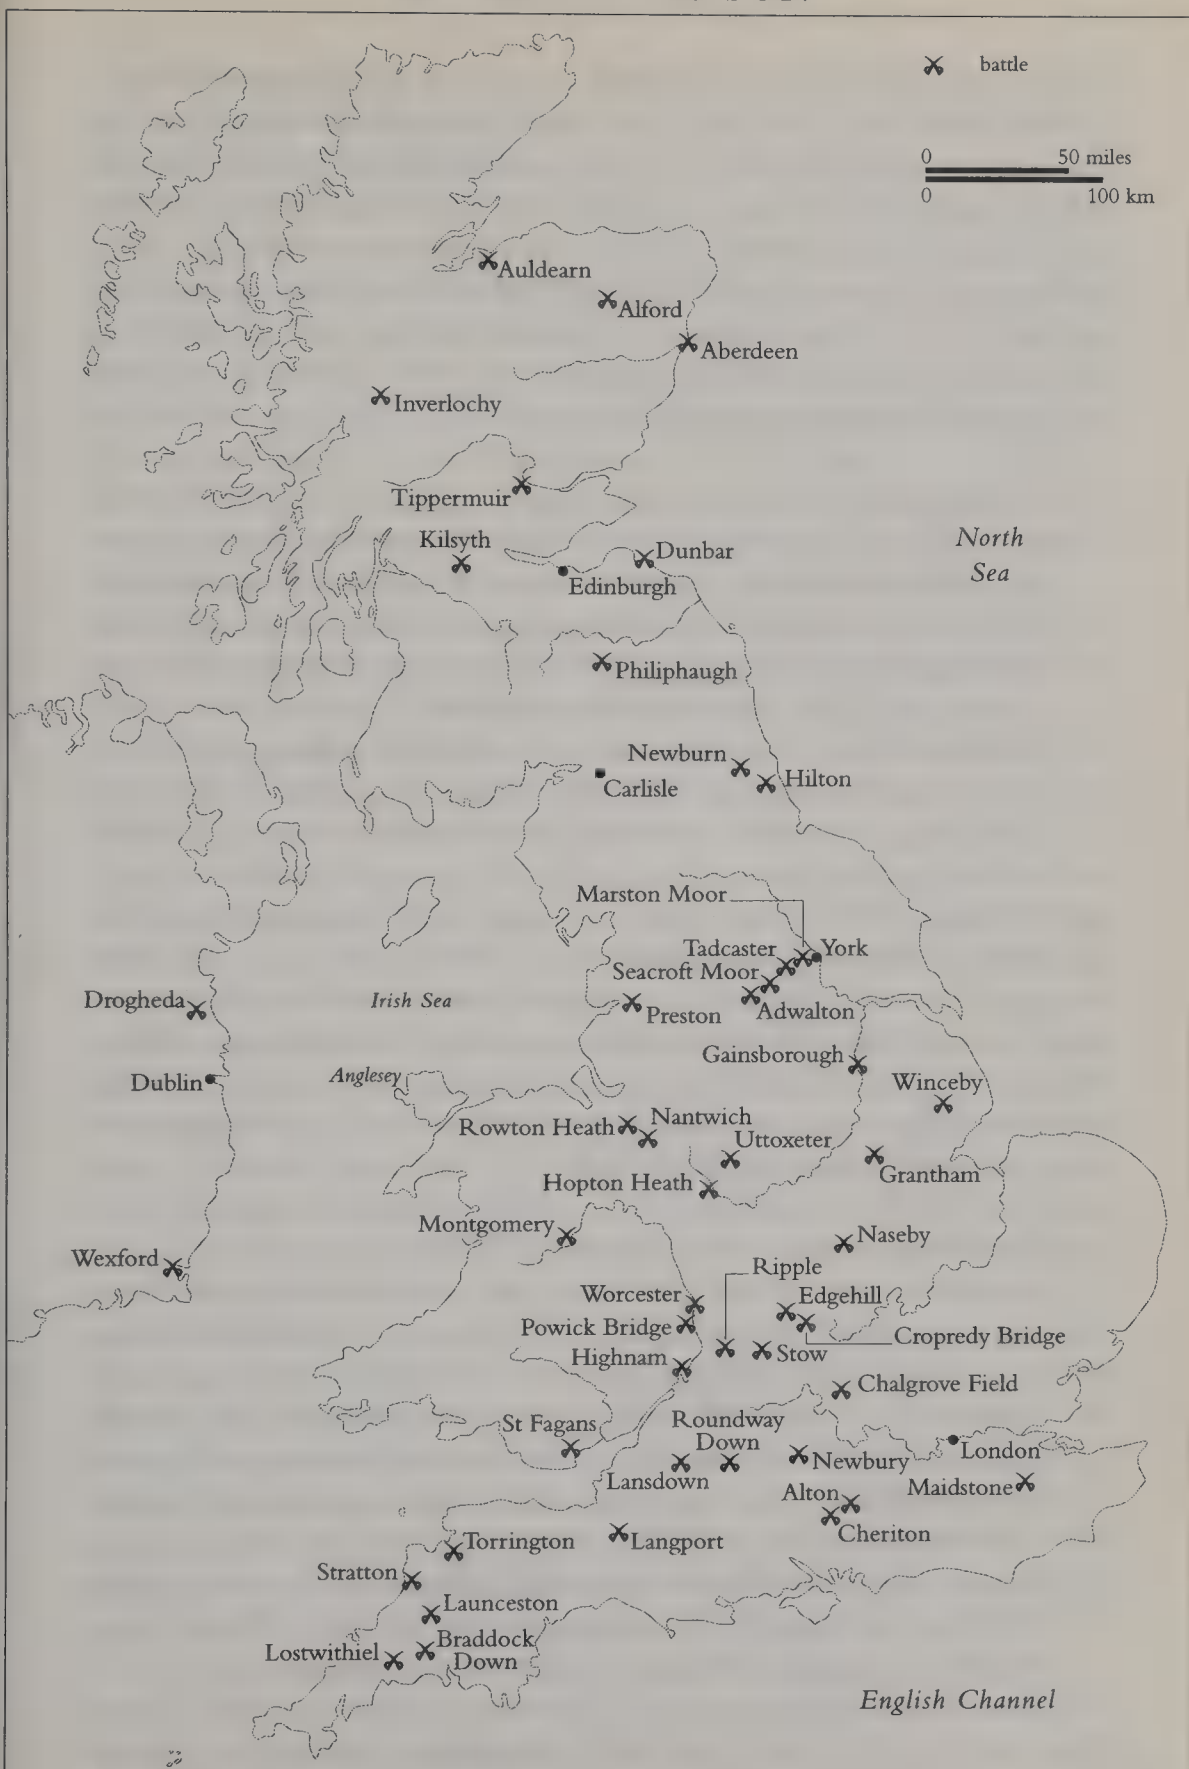 battle
0 50 miles
0 100 km
Auldearn
Alford
Aberdeen
Inverlochy
Tippermuir
Kilsyth
Dunbar
Edinburgh
North
Sea
Philiphaugh
Newburn
Hilton
Carlisle
Marston Moor
Tadcaster
York
Seacroft Moor
Adwalton
Drogheda
Irish Sea
Preston
Gainsborough
Dublin
Anglesey
Winceby
Rowton Heath
Nantwich
Uttoxeter
Grantham
Hopton Heath
Montgomery
Naseby
Wexford
Ripple
Worcester
Edgehill
Powick Bridge
Cropredy Bridge
Highnam
Stow
Chalgrove Field
St Fagans
Roundway
Down
London
Lansdown
Newbury
Maidstone
Alton
Cheriton
Torrington
Langport
Stratton
Launceston
Lostwithiel
Braddock
Down
English Channel